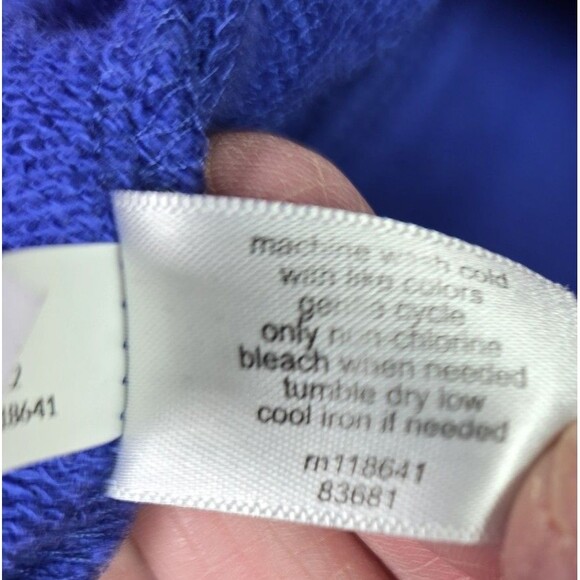 machine wash cold
with like colors
gentle cycle
only non-chlorine
bleach when needed
tumble dry low
cool iron if needed
rn118641
83681
18641